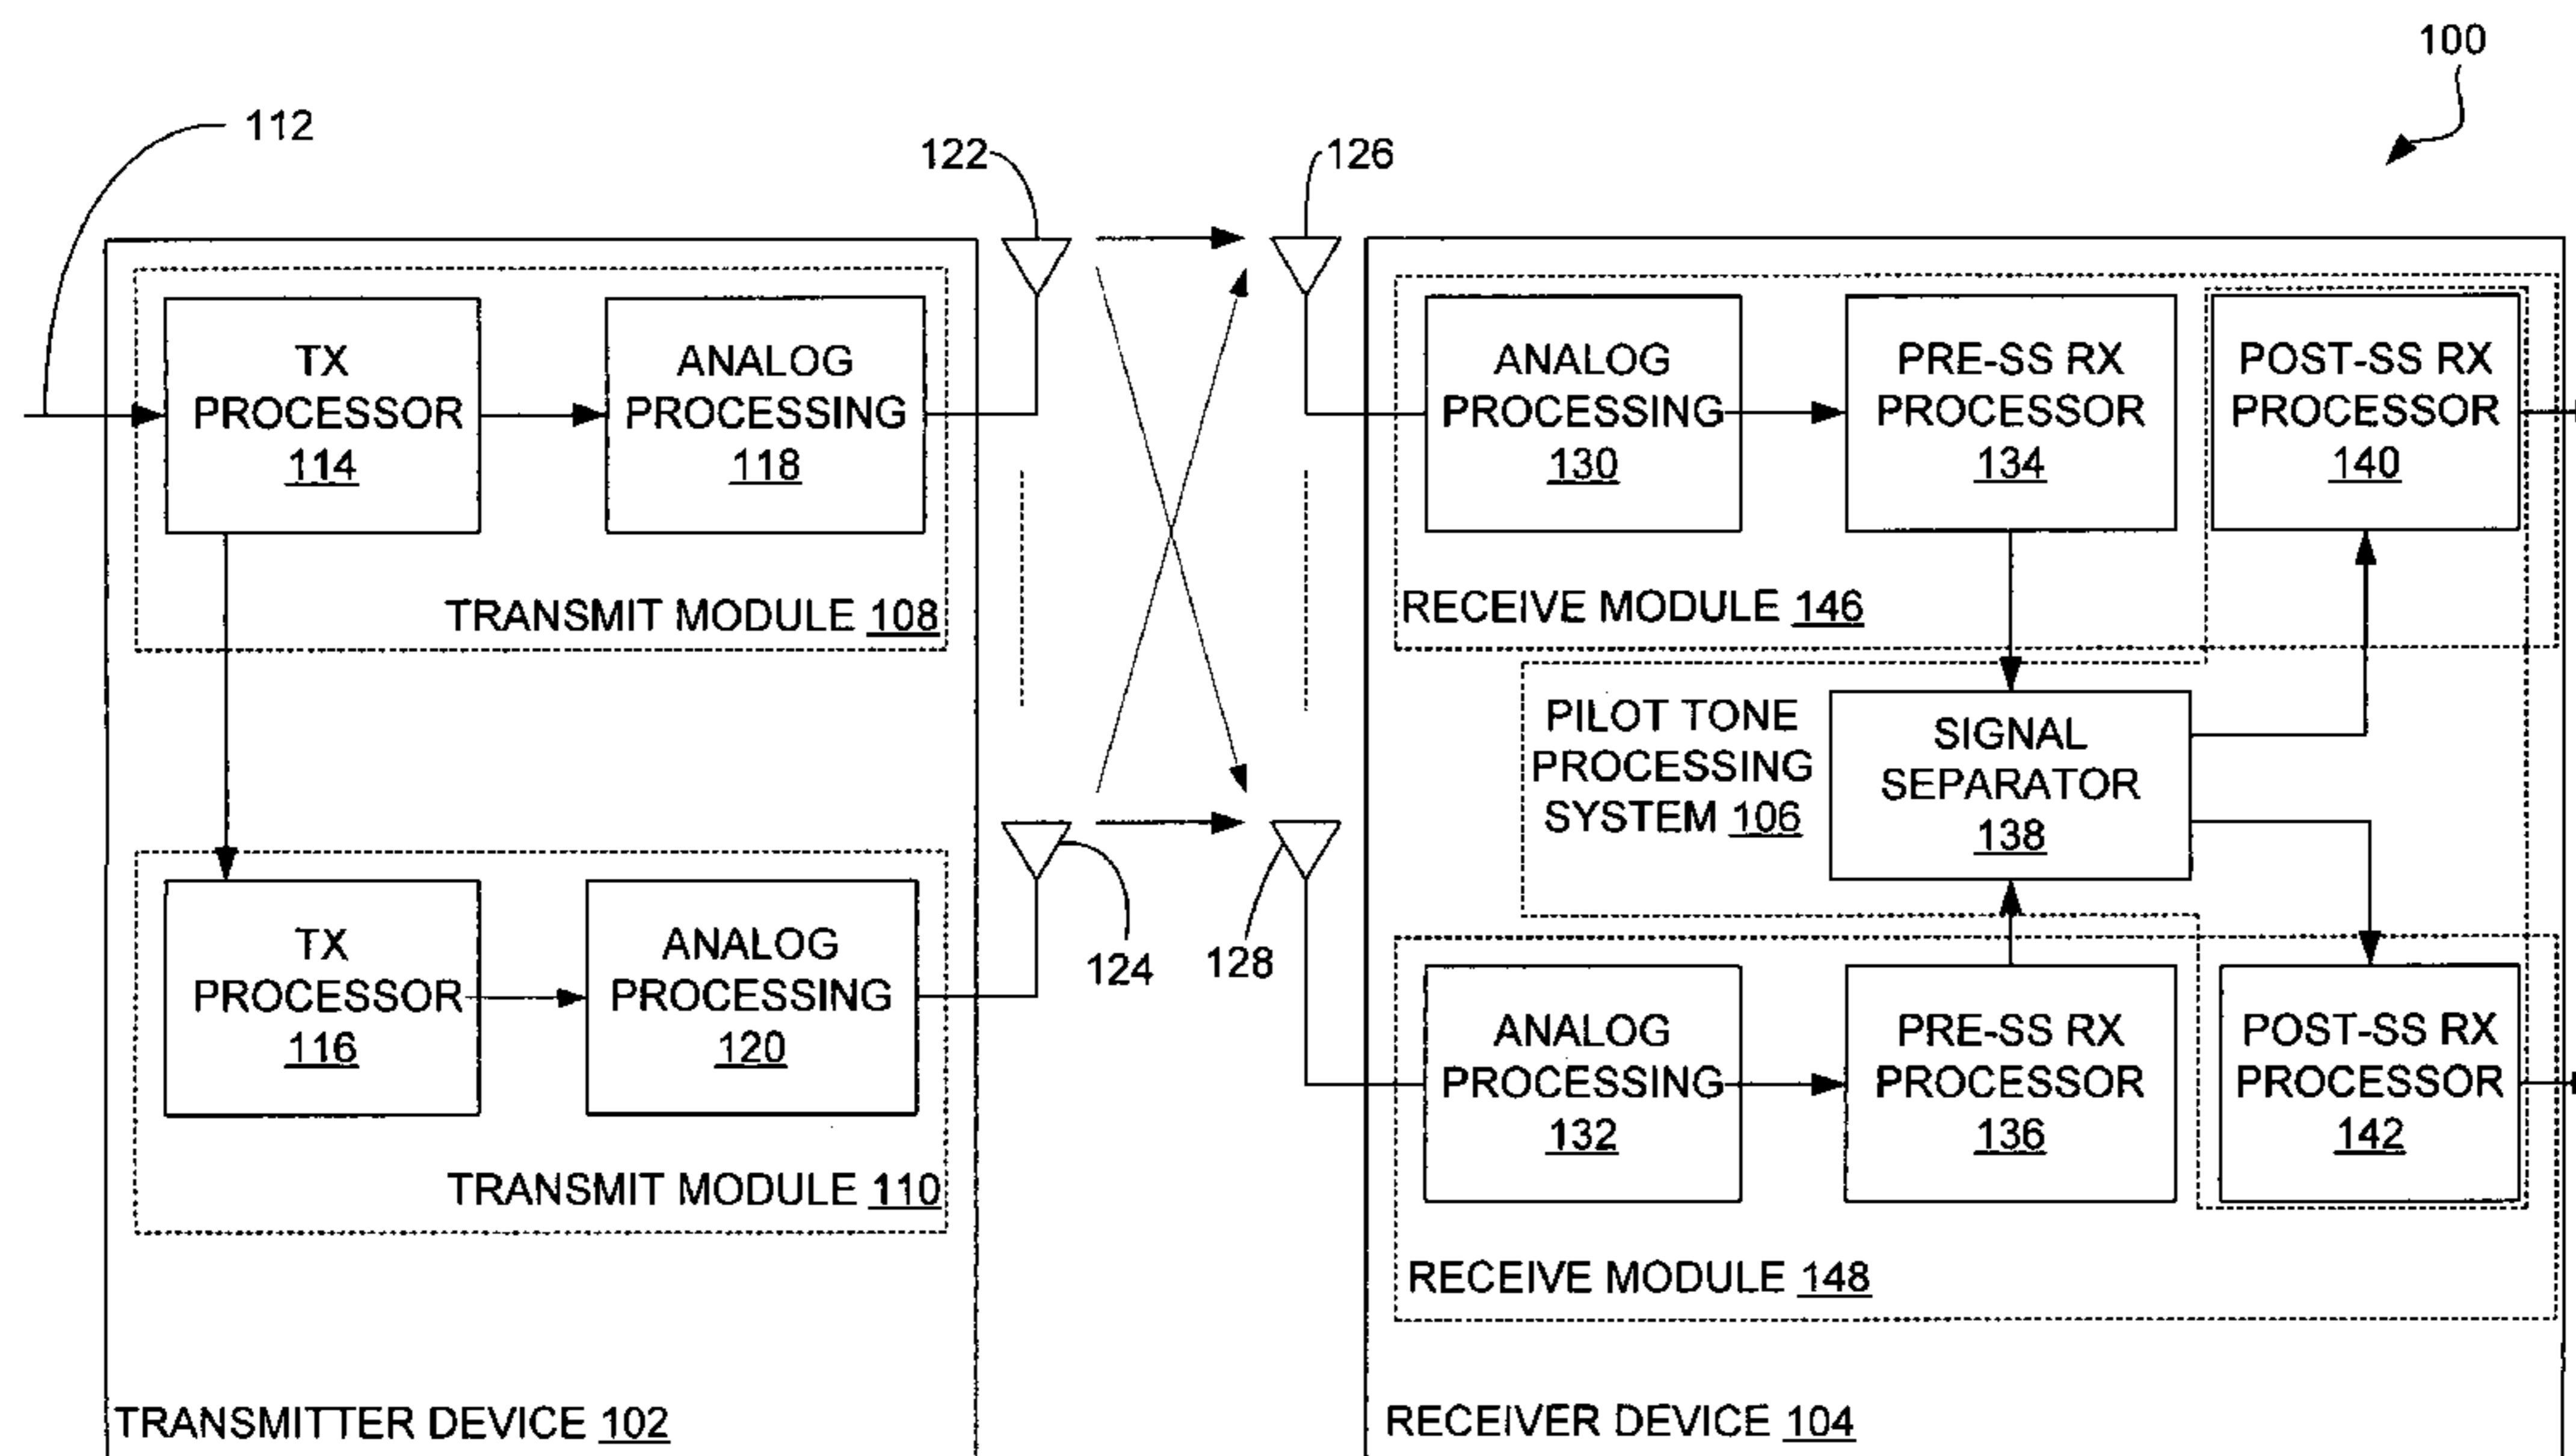 100
112
122
126
TX
PROCESSOR
114
ANALOG
PROCESSING
118
TRANSMIT MODULE 108
ANALOG
PROCESSING
130
PRE-SS RX
PROCESSOR
134
POST-SS RX
PROCESSOR
140
RECEIVE MODULE 146
PILOT TONE
PROCESSING
SYSTEM 106
SIGNAL
SEPARATOR
138
TX
PROCESSOR
116
ANALOG
PROCESSING
120
TRANSMIT MODULE 110
124
128
ANALOG
PROCESSING
132
PRE-SS RX
PROCESSOR
136
POST-SS RX
PROCESSOR
142
RECEIVE MODULE 148
TRANSMITTER DEVICE 102
RECEIVER DEVICE 104